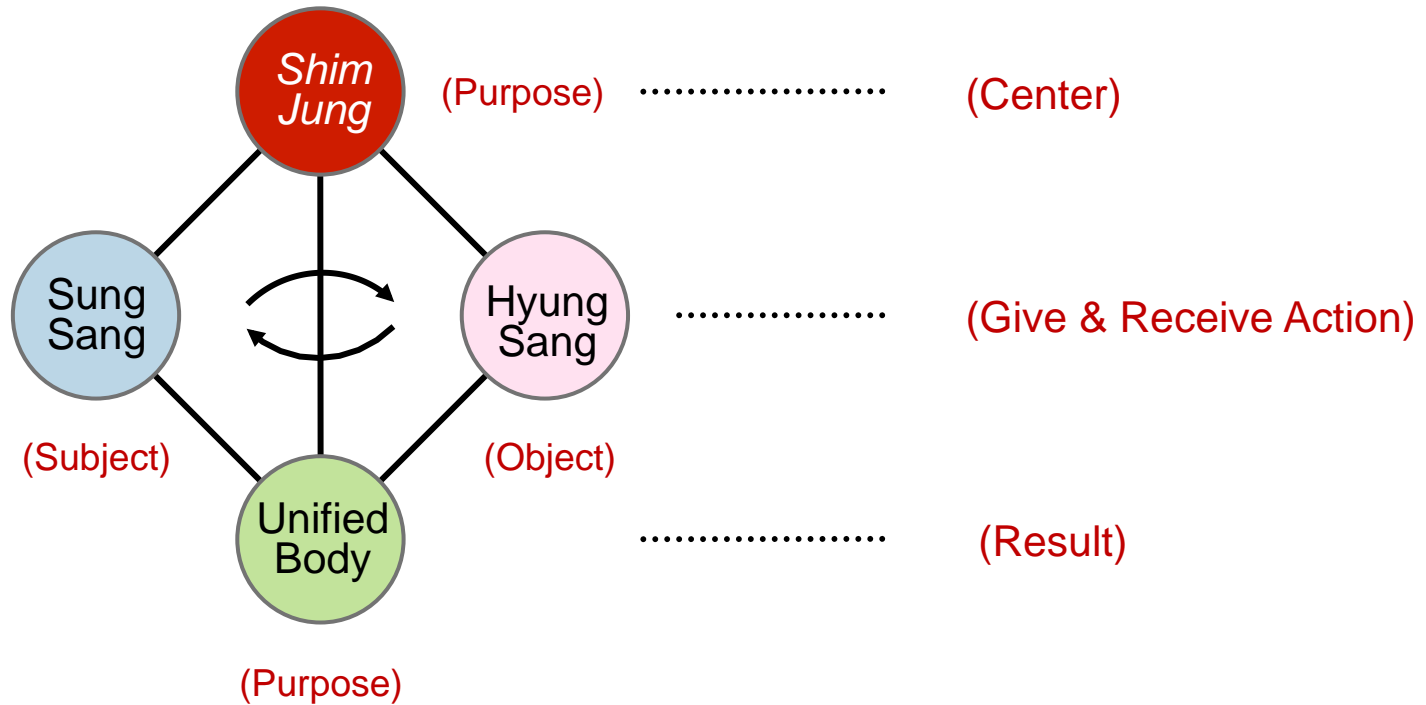 Shim
Jung
(Purpose)
(Center)
Sung
Sang
Hyung
Sang
(Give & Receive Action)
(Subject)
(Object)
Unified
Body
(Result)
(Purpose)